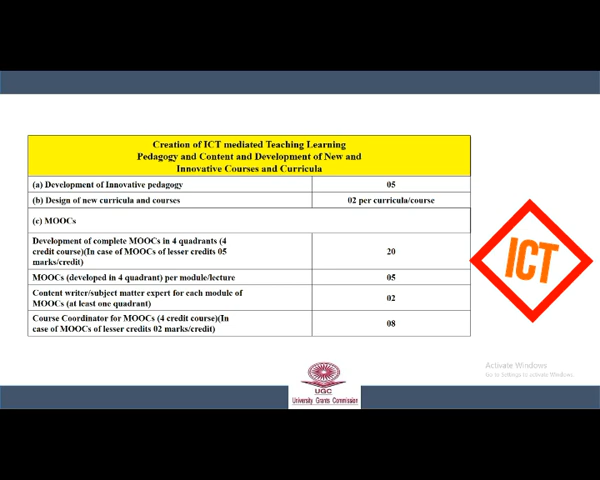 Creation of ICT mediated Teaching Learning
Pedagogy and Content and Development of New and
Innovative Courses and Curricula
(a) Development of Innovative pedagogy 05
(b) Design of new curricula and courses 02 per curricula/course
(c) MOOCs
Development of complete MOOCs in 4 quadrants (4
credit course)(In case of MOOCs of lesser credits 05
marks/credit)
20
MOOCs (developed in 4 quadrant) per module/lecture 05
Content writer/subject matter expert for each module of
MOOCs (at least one quadrant)
02
Course Coordinator for MOOCs (4 credit course)(In
case of MOOCs of lesser credits 02 marks/credit)
08
ICT
Activate Windows
Go to Settings to activate Windows.
UGC
University Grants Commission